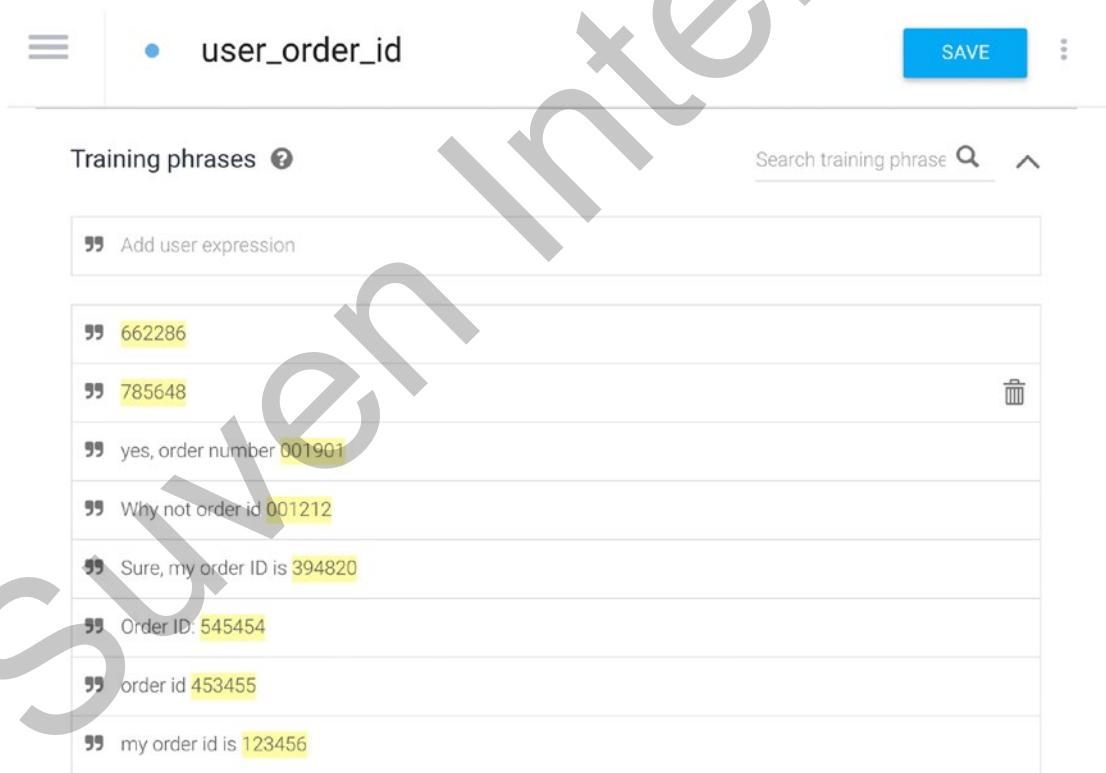 user_order_id
SAVE
Training phrases
Search training phrase
Add user expression
662286
785648
yes, order number 001901
Why not order id 001212
Sure, my order ID is 394820
Order ID: 545454
order id 453455
my order id is 123456
Suven Inte